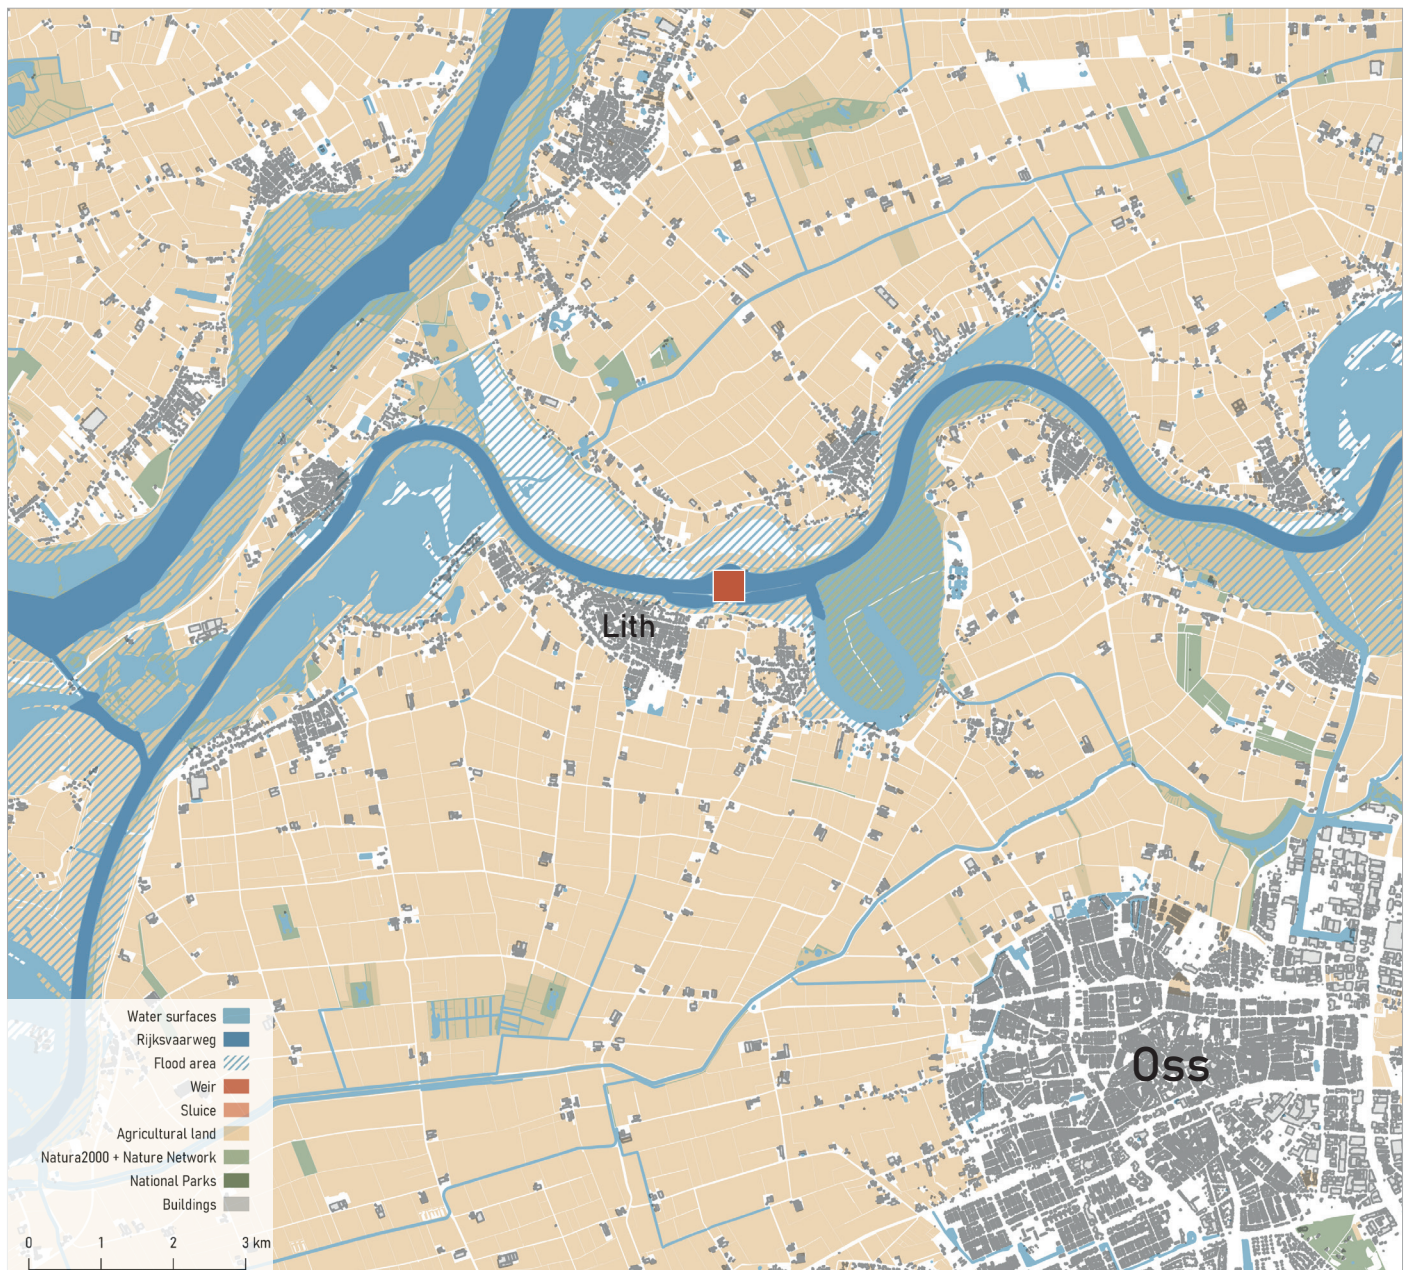 Lith
Oss
Water surfaces
Rijksvaarweg
Flood area
Weir
Sluice
Agricultural land
Natura2000 + Nature Network
National Parks
Buildings
0 1 2 3 km